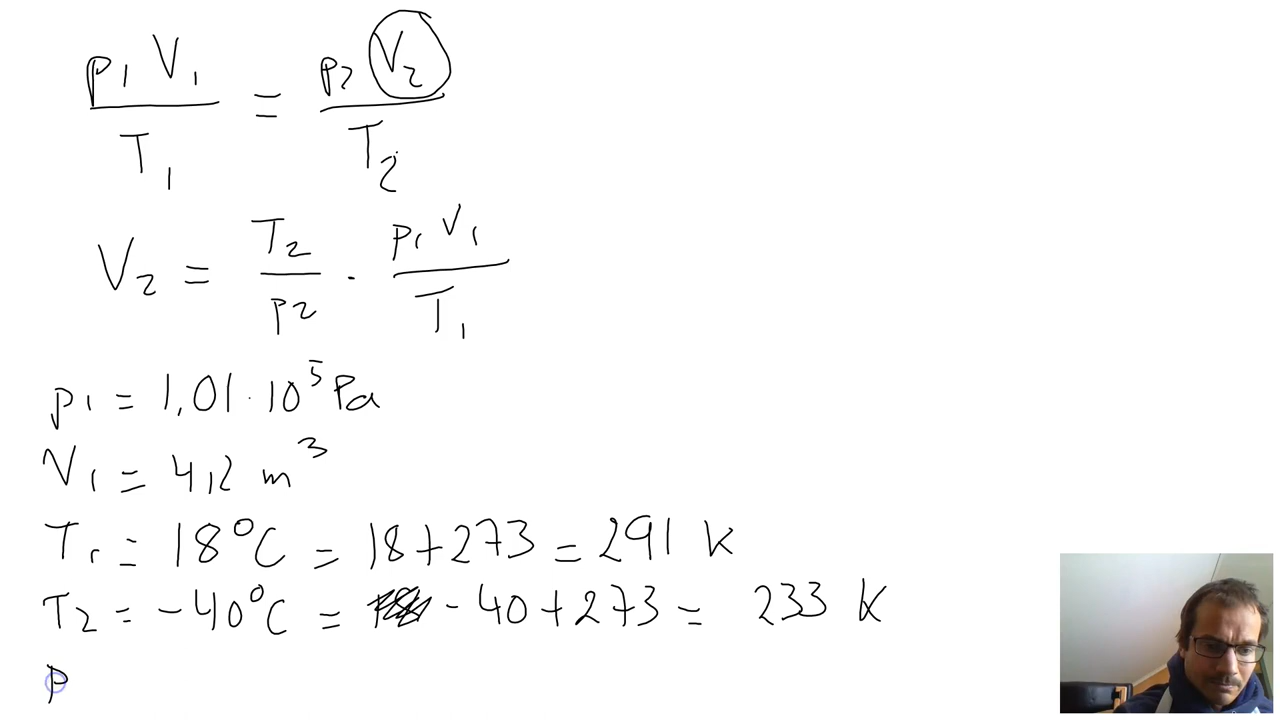 p1 V1 / T1 = p2 V2 / T2
V2 = T2 / p2 · p1 V1 / T1
p1 = 1,01 · 10^5 Pa
V1 = 4,2 m^3
T1 = 18°C = 18+273 = 291 K
T2 = -40°C = -40+273 = 233 K
p